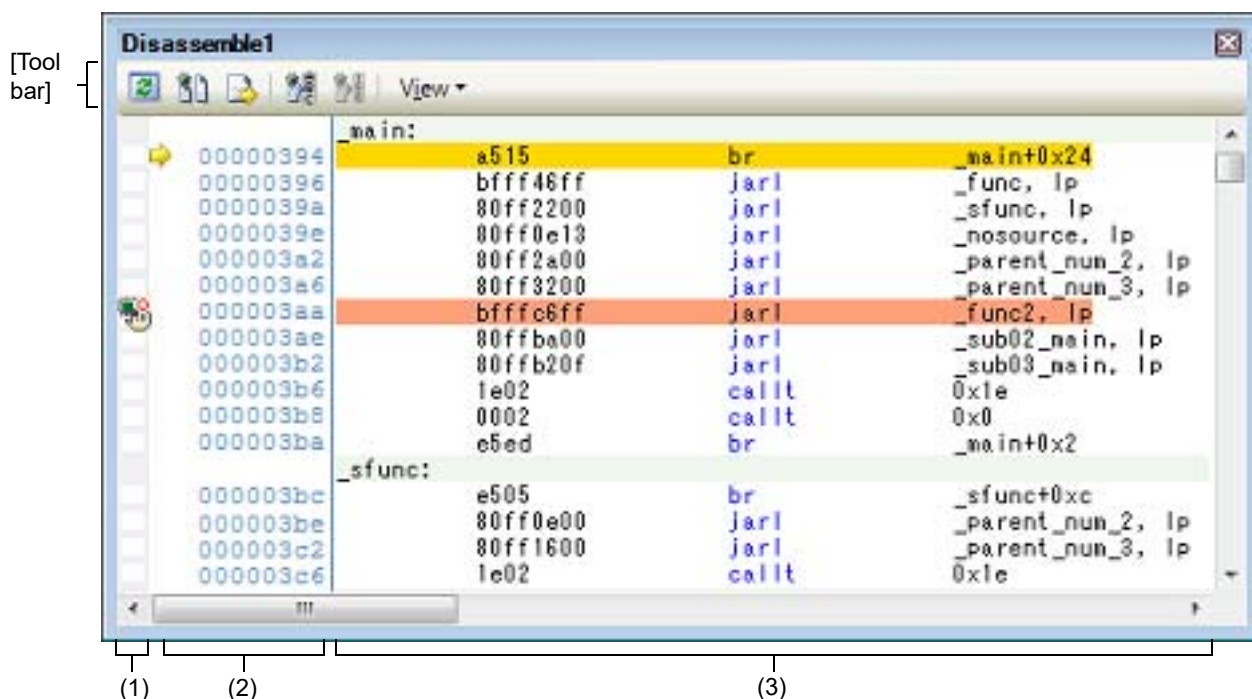 Disassemble1
[Tool
bar]
View
_main:
00000394 a515 br _main+0x24
00000396 bfff46ff jarl _func, lp
0000039a 80ff2200 jarl _sfunc, lp
0000039e 80ff0e13 jarl _nosource, lp
000003a2 80ff2a00 jarl _parent_num_2, lp
000003a6 80ff3200 jarl _parent_num_3, lp
000003aa bfffc6ff jarl _func2, lp
000003ae 80ffba00 jarl _sub02_main, lp
000003b2 80ffb20f jarl _sub03_main, lp
000003b6 1e02 callt 0x1e
000003b8 0002 callt 0x0
000003ba e5ed br _main+0x2
_sfunc:
000003bc e505 br _sfunc+0xc
000003be 80ff0e00 jarl _parent_num_2, lp
000003c2 80ff1600 jarl _parent_num_3, lp
000003c6 1e02 callt 0x1e
(1) (2) (3)